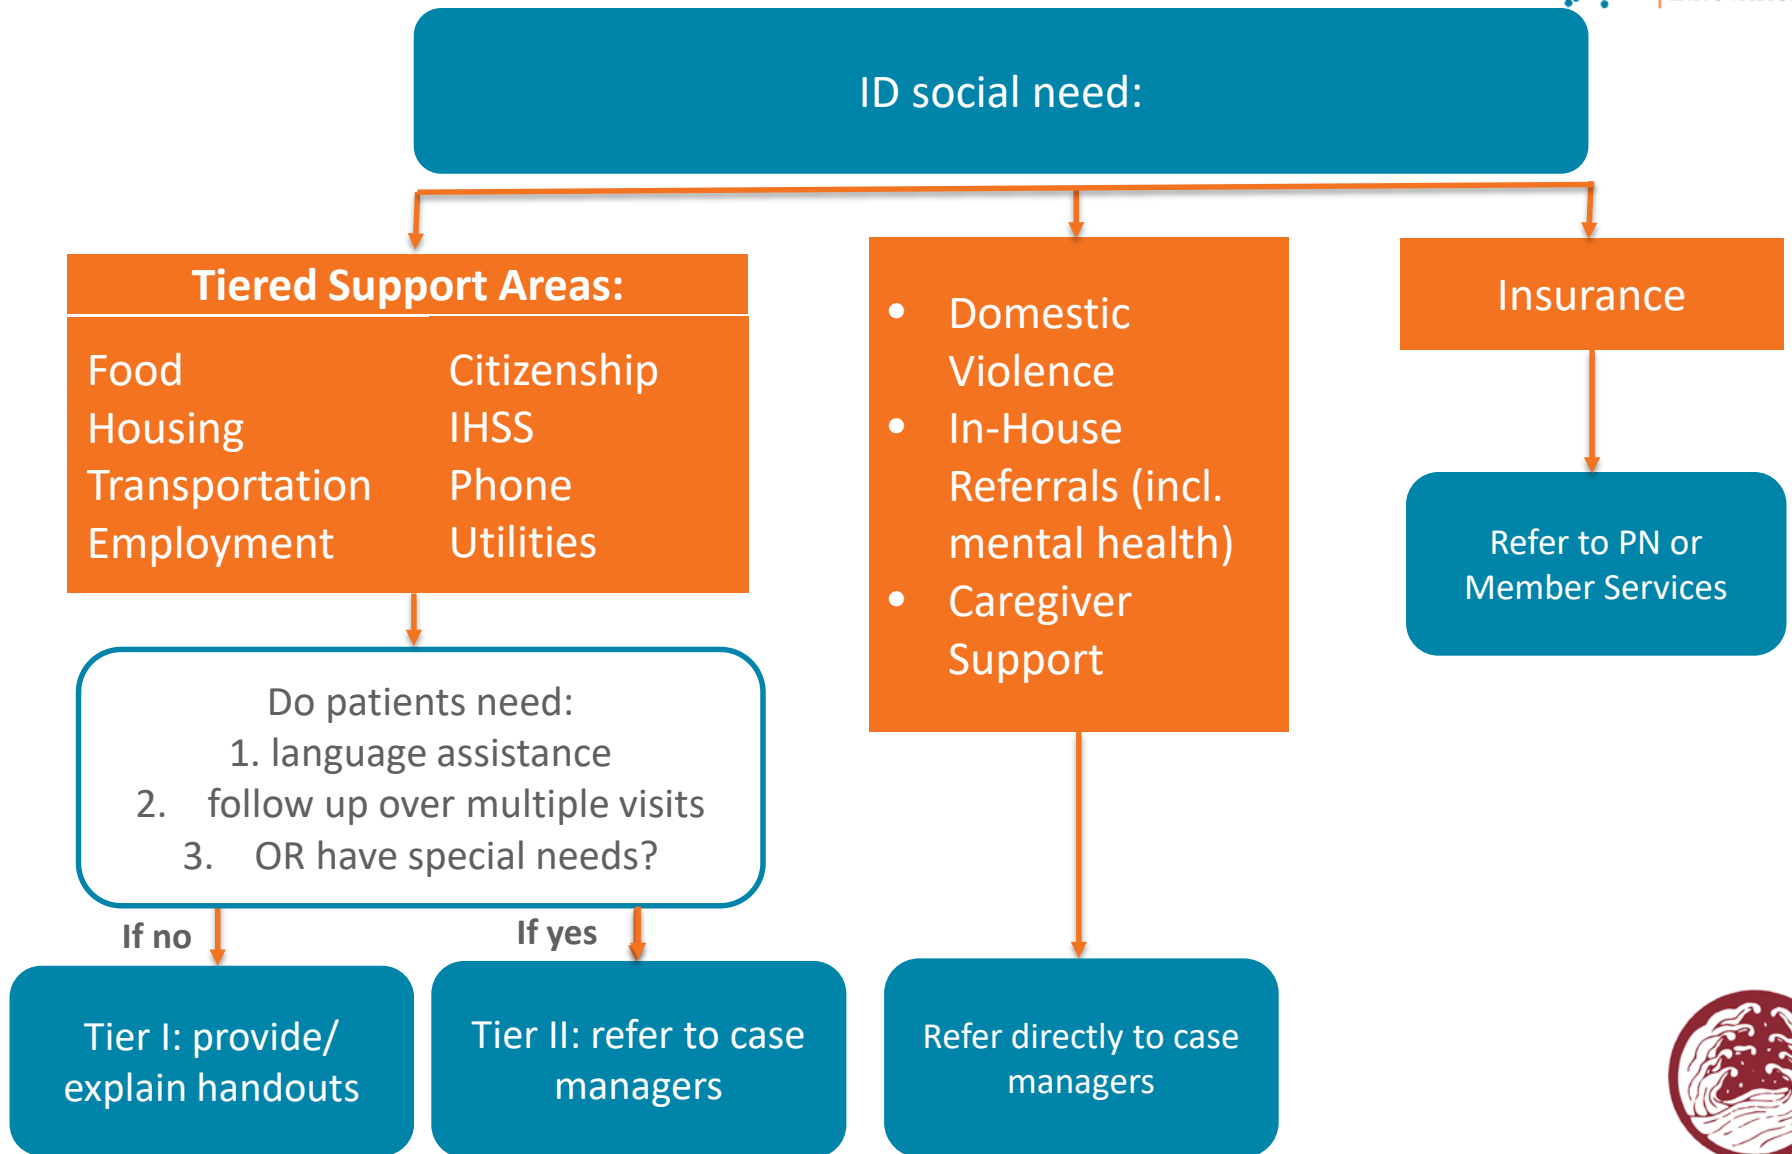 ID social need:
Tiered Support Areas:
Food
Housing
Transportation
Employment
Citizenship
IHSS
Phone
Utilities
• Domestic
Violence
• In-House
Referrals (incl.
mental health)
• Caregiver
Support
Insurance
Refer to PN or
Member Services
Do patients need:
1. language assistance
2. follow up over multiple visits
3. OR have special needs?
If no
If yes
Tier I: provide/
explain handouts
Tier II: refer to case
managers
Refer directly to case
managers